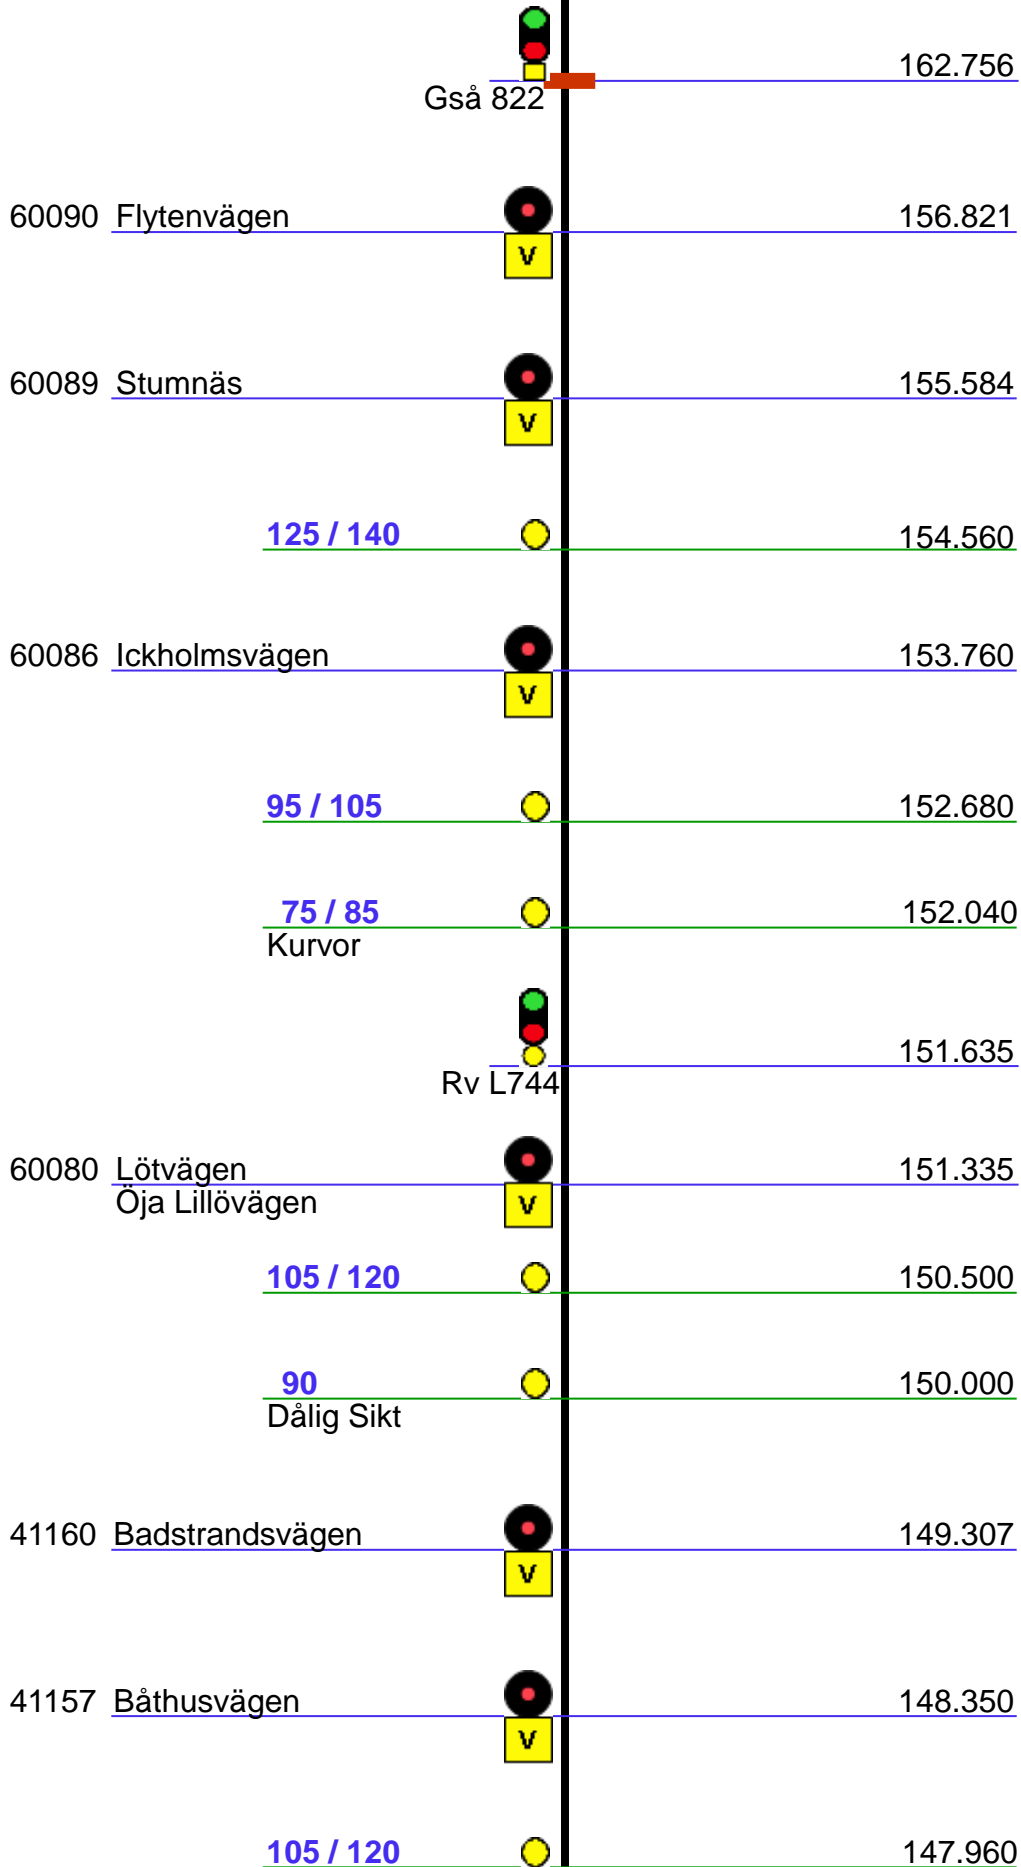 162.756
Gså 822
60090 Flytenvägen 156.821
V
60089 Stumnäs 155.584
V
125 / 140 154.560
60086 Ickholmsvägen 153.760
V
95 / 105 152.680
75 / 85 152.040
Kurvor
151.635
Rv L744
60080 Lötvägen 151.335
Öja Lillövägen
V
105 / 120 150.500
90 150.000
Dålig Sikt
41160 Badstrandsvägen 149.307
V
41157 Båthusvägen 148.350
V
105 / 120 147.960